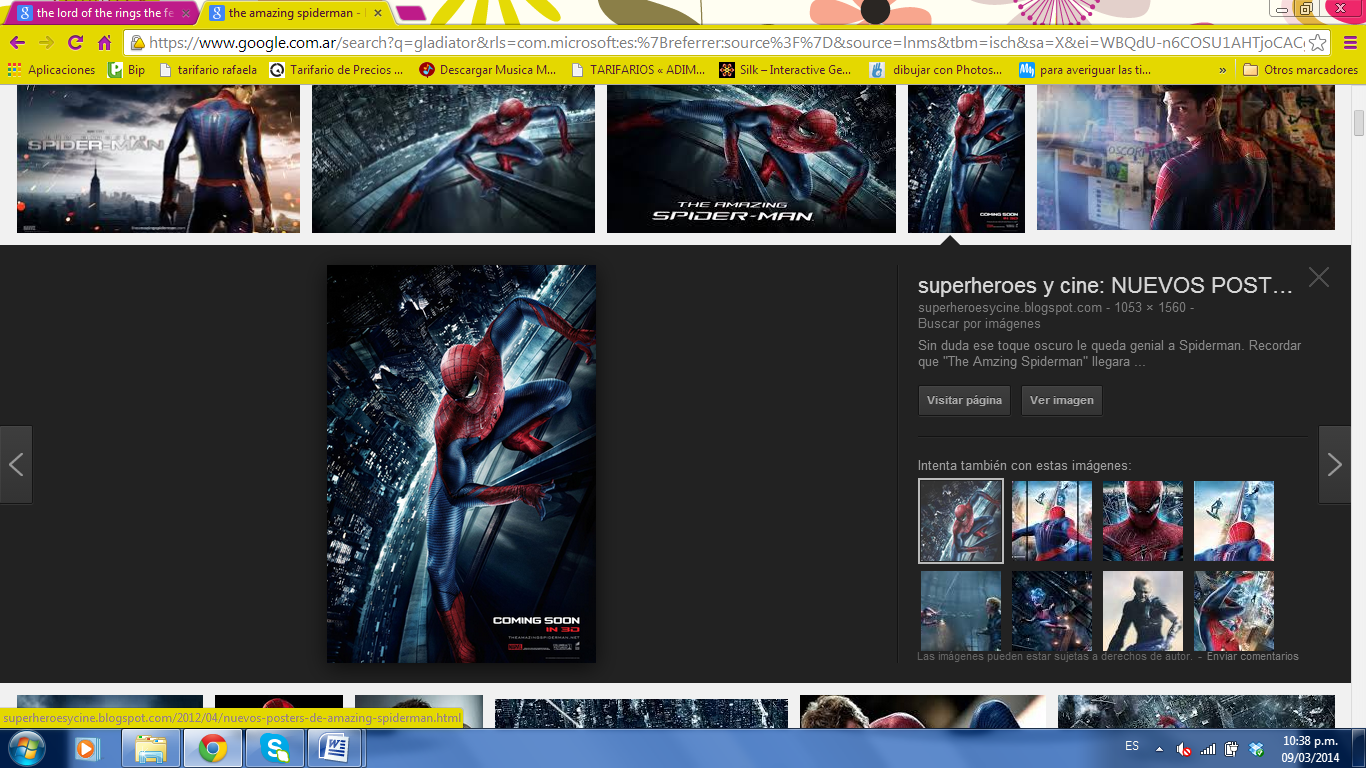 the lord of the rings the fe
the amazing spiderman -
https://www.google.com.ar/search?q=gladiator&rls=com.microsoft:es:%7Breferrer:source%3F%7D&source=lnms&tbm=isch&sa=X&ei=WBQdU-n6COSU1AHTjoCAC
Aplicaciones
Bip
tarifario rafaela
Tarifario de Precios ...
Descargar Musica M...
TARIFARIOS « ADIM...
Silk – Interactive Ge...
dibujar con Photos...
para averiguar las ti...
»
Otros marcadores
SPIDER-MAN
THE AMAZING
SPIDER-MAN
COMING SOON
OSCORP
superheroes y cine: NUEVOS POST...
superheroesycine.blogspot.com - 1053 × 1560 -
Buscar por imágenes
Sin duda ese toque oscuro le queda genial a Spiderman. Recordar
que "The Amzing Spiderman" llegara ...
Visitar página
Ver imagen
Intenta también con estas imágenes:
COMING SOON
IN 3D
THEAMAZINGSPIDERMAN.NET
MARVEL
Las imágenes pueden estar sujetas a derechos de autor. - Enviar comentarios
superheroesycine.blogspot.com/2012/04/nuevos-posters-de-amazing-spiderman.html
ES
10:38 p.m.
09/03/2014